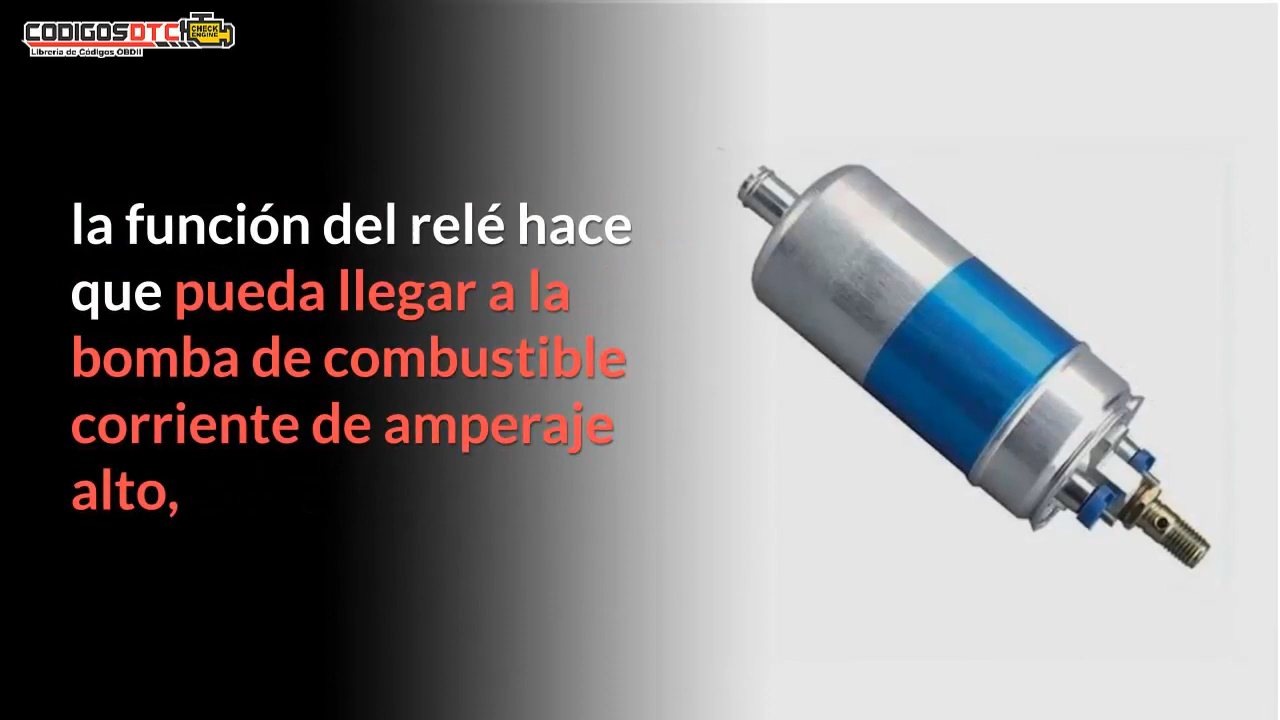 CODIGOSDTC
CHECK
ENGINE
Librería de Códigos OBDII
la función del relé hace
que pueda llegar a la
bomba de combustible
corriente de amperaje
alto,